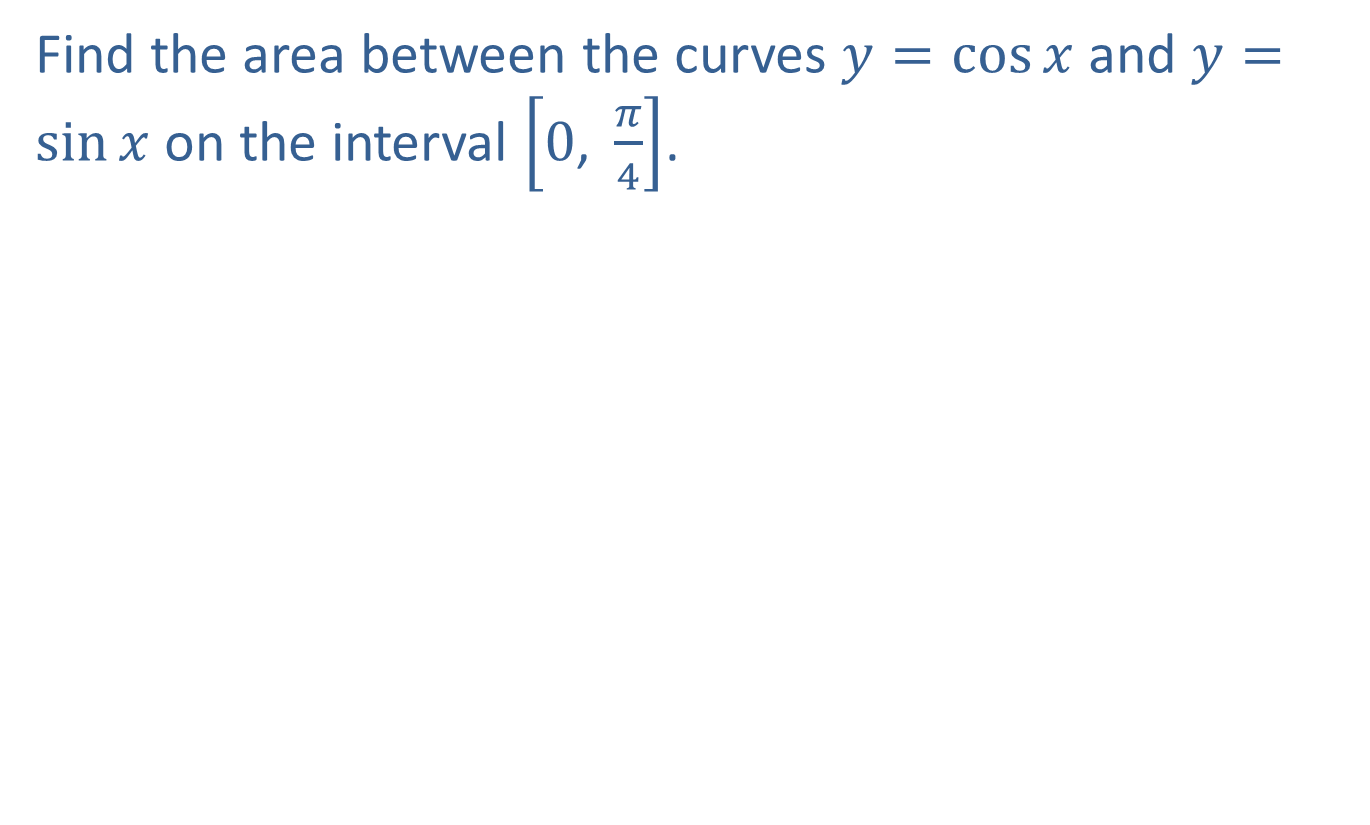 Find the area between the curves y = cos x and y =
sin x on the interval [0, π/4].